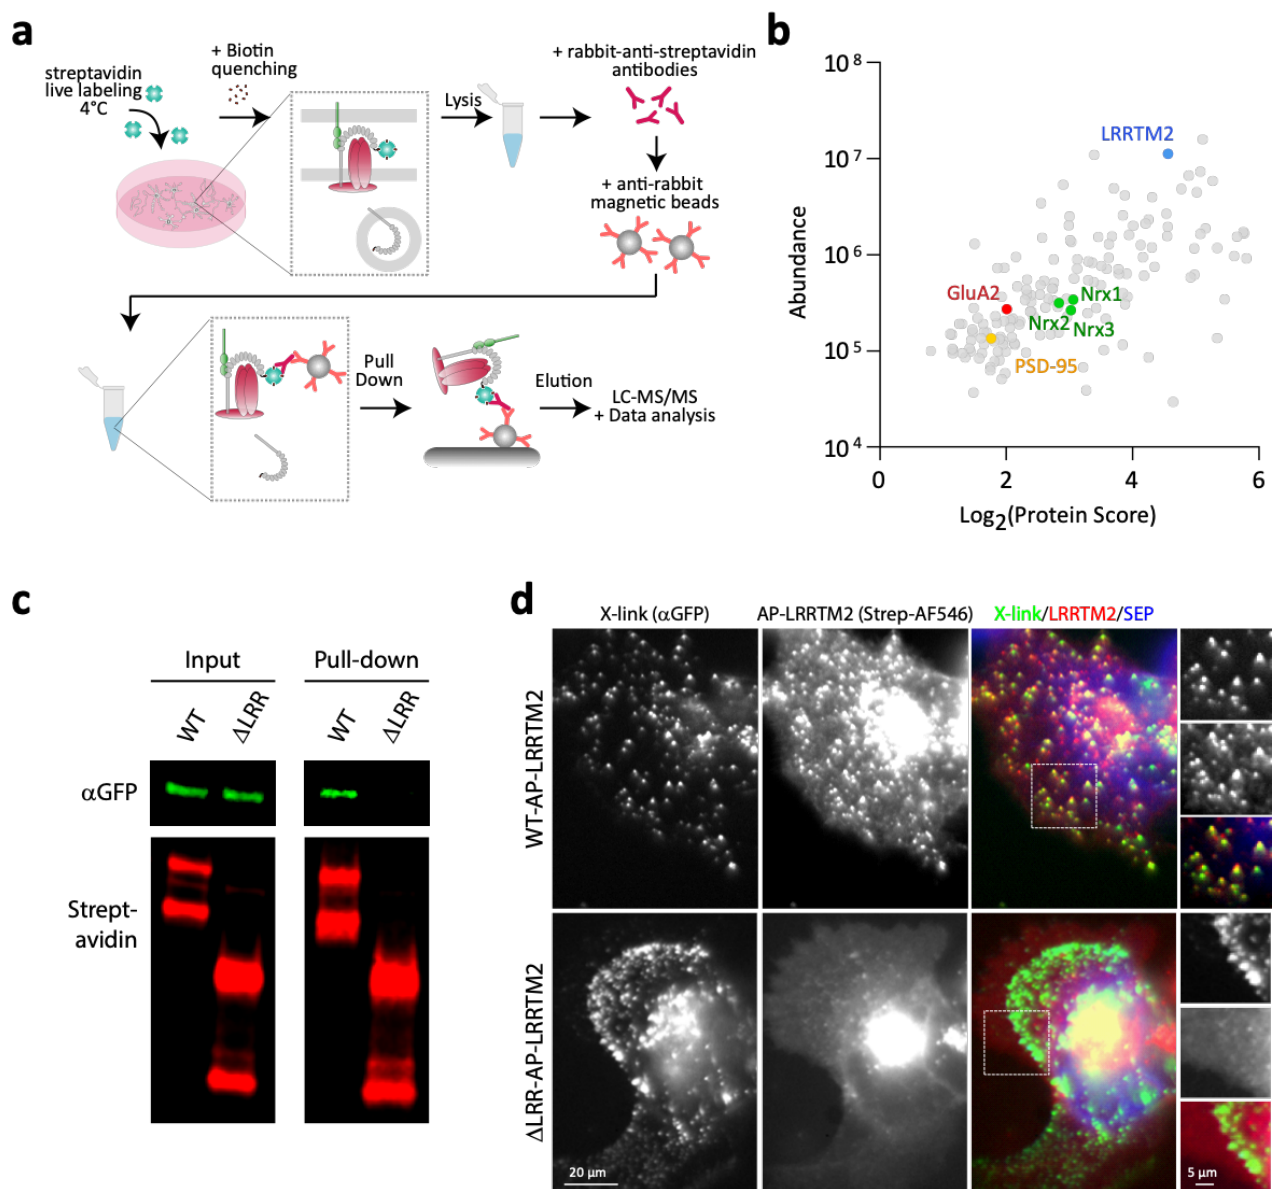 a
streptavidin
live labeling
4°C
+ Biotin
quenching
Lysis
+ rabbit-anti-streptavidin
antibodies
+ anti-rabbit
magnetic beads
Pull
Down
Elution
LC-MS/MS
+ Data analysis
b
Abundance
10⁸
10⁷
10⁶
10⁵
10⁴
LRRTM2
GluA2
Nrx1
Nrx2
Nrx3
PSD-95
0 2 4 6
Log₂(Protein Score)
c
Input Pull-down
WT ΔLRR WT ΔLRR
αGFP
Strept-
avidin
d
X-link (αGFP) AP-LRRTM2 (Strep-AF546) X-link/LRRTM2/SEP
WT-AP-LRRTM2
ΔLRR-AP-LRRTM2
20 µm
5 µm